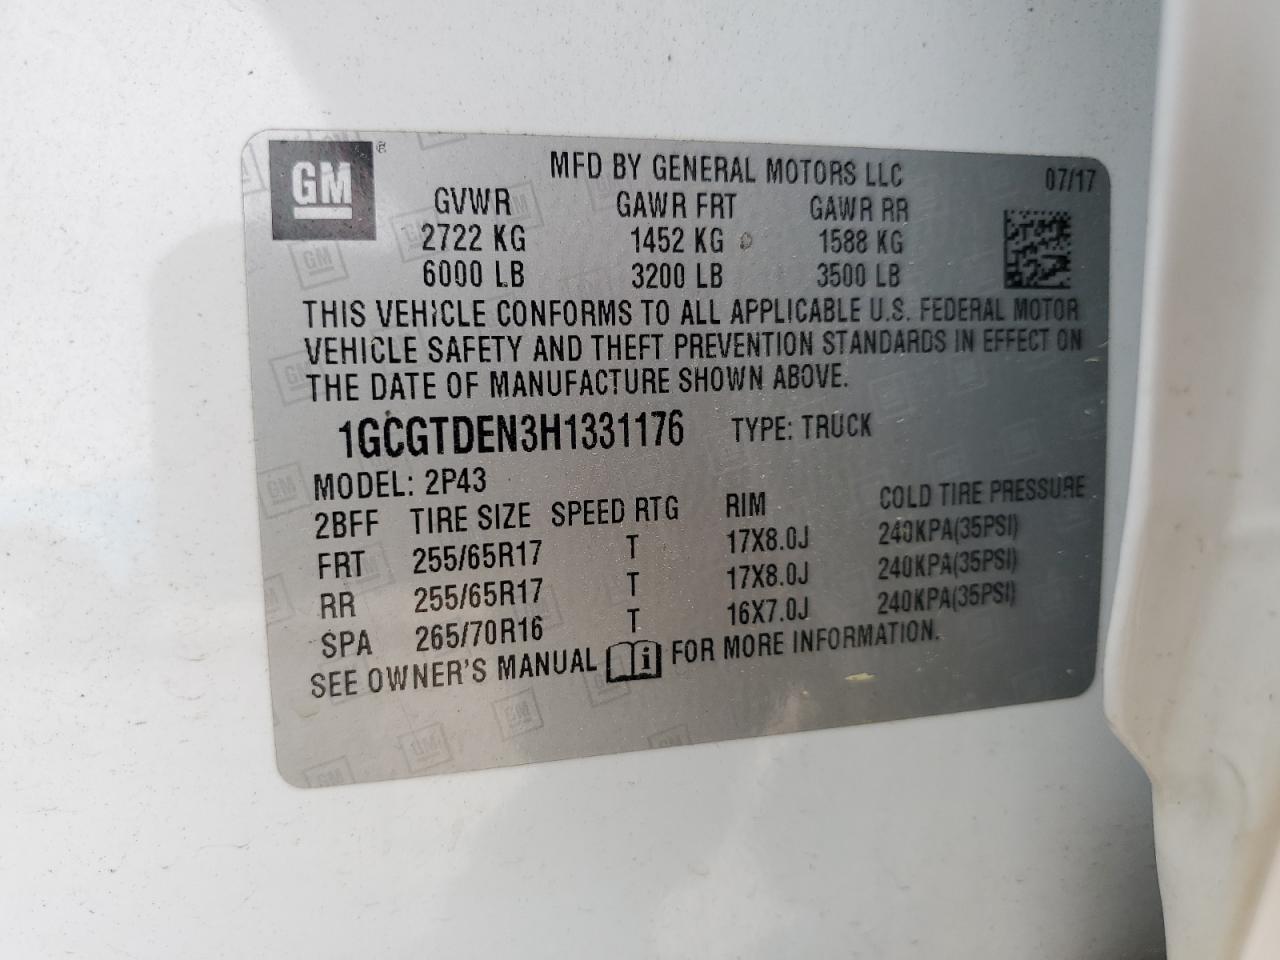 GM ®
MFD BY GENERAL MOTORS LLC 07/17
GVWR GAWR FRT GAWR RR
2722 KG 1452 KG 1588 KG
6000 LB 3200 LB 3500 LB
THIS VEHICLE CONFORMS TO ALL APPLICABLE U.S. FEDERAL MOTOR
VEHICLE SAFETY AND THEFT PREVENTION STANDARDS IN EFFECT ON
THE DATE OF MANUFACTURE SHOWN ABOVE.
1GCGTDEN3H1331176 TYPE: TRUCK
MODEL: 2P43
2BFF TIRE SIZE SPEED RTG RIM COLD TIRE PRESSURE
FRT 255/65R17 T 17X8.0J 240KPA(35PSI)
RR 255/65R17 T 17X8.0J 240KPA(35PSI)
SPA 265/70R16 T 16X7.0J 240KPA(35PSI)
SEE OWNER'S MANUAL i FOR MORE INFORMATION.